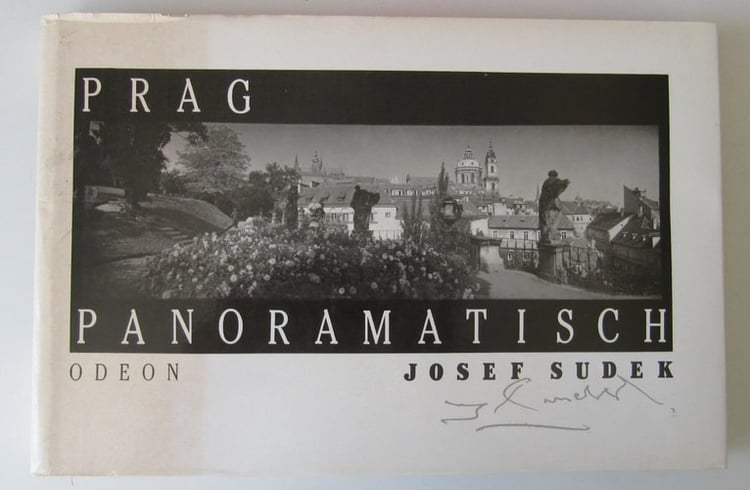 PRAG
PANORAMATISCH
ODEON JOSEF SUDEK